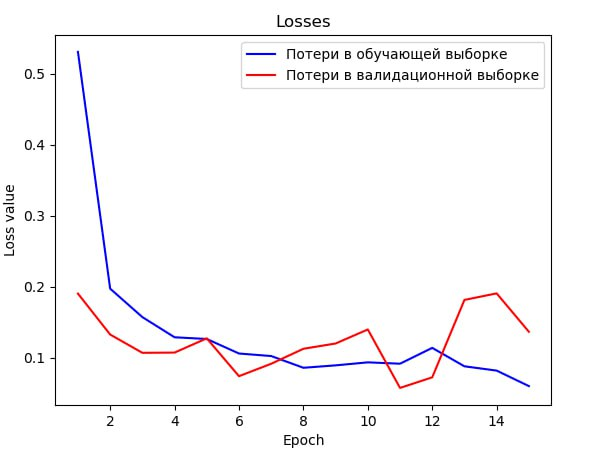 Losses
Потери в обучающей выборке
Потери в валидационной выборке
Loss value
0.5
0.4
0.3
0.2
0.1
2 4 6 8 10 12 14
Epoch